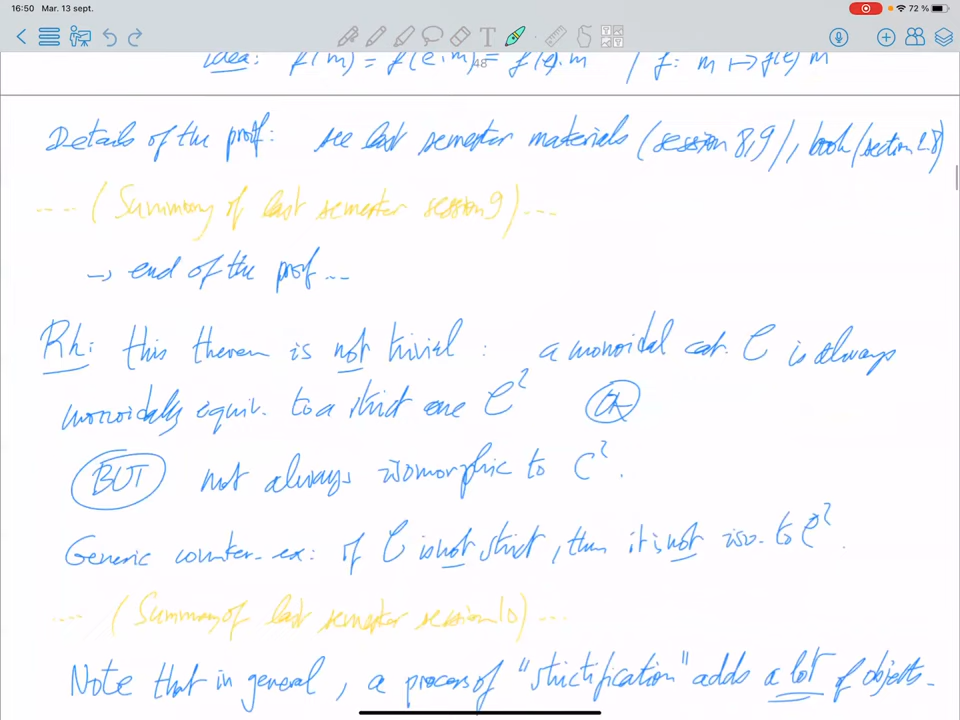 16:50 Mar. 13 sept.
72 %
idea: f(m) = f(e.m) = f(e).m / f: m ↦ f(e) m
48
Details of the proof: see last semester materials (session 8,9), book (section 2.8)
---- (Summary of last semester session 9) ---
→ end of the proof ...
Rk: this theorem is not trivial : a monoidal cat. C is always
monoidally equiv. to a strict one C' OK
BUT not always isomorphic to C'.
Generic counter-ex: if C is not strict, then it is not iso. to C'.
---- (Summary of last semester session 10) ---
Note that in general, a process of "strictification" adds a lot of objects.